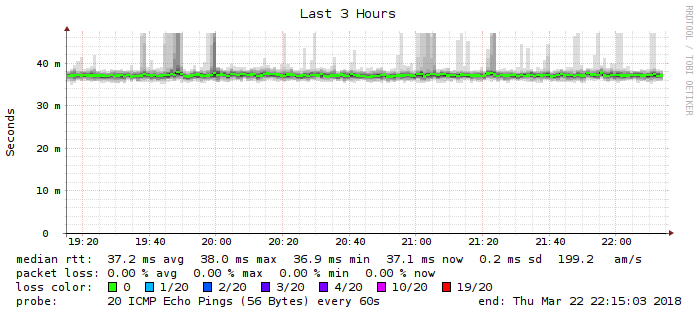 Last 3 Hours
RRDTOOL / TOBI OETIKER
Seconds
40 m
30 m
20 m
10 m
0
19:20 19:40 20:00 20:20 20:40 21:00 21:20 21:40 22:00
median rtt: 37.2 ms avg 38.0 ms max 36.9 ms min 37.1 ms now 0.2 ms sd 199.2 am/s
packet loss: 0.00 % avg 0.00 % max 0.00 % min 0.00 % now
loss color: 0 1/20 2/20 3/20 4/20 10/20 19/20
probe: 20 ICMP Echo Pings (56 Bytes) every 60s end: Thu Mar 22 22:15:03 2018